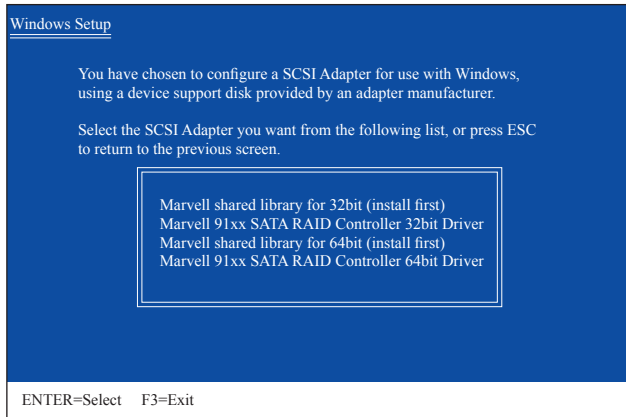 Windows Setup
You have chosen to configure a SCSI Adapter for use with Windows,
using a device support disk provided by an adapter manufacturer.
Select the SCSI Adapter you want from the following list, or press ESC
to return to the previous screen.
Marvell shared library for 32bit (install first)
Marvell 91xx SATA RAID Controller 32bit Driver
Marvell shared library for 64bit (install first)
Marvell 91xx SATA RAID Controller 64bit Driver
ENTER=Select F3=Exit